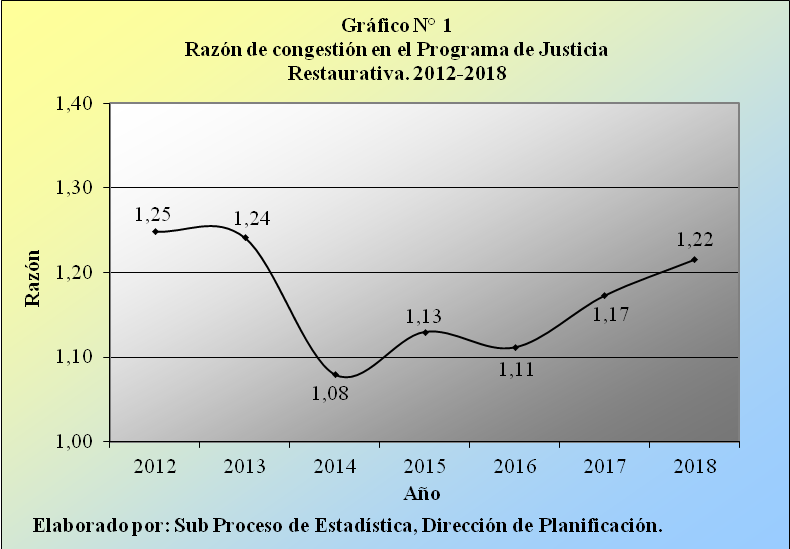 Gráfico N° 1
Razón de congestión en el Programa de Justicia
Restaurativa. 2012-2018
1,40
1,30
1,20
1,10
1,00
Razón
1,25
1,24
1,08
1,13
1,11
1,17
1,22
2012 2013 2014 2015 2016 2017 2018
Año
Elaborado por: Sub Proceso de Estadística, Dirección de Planificación.